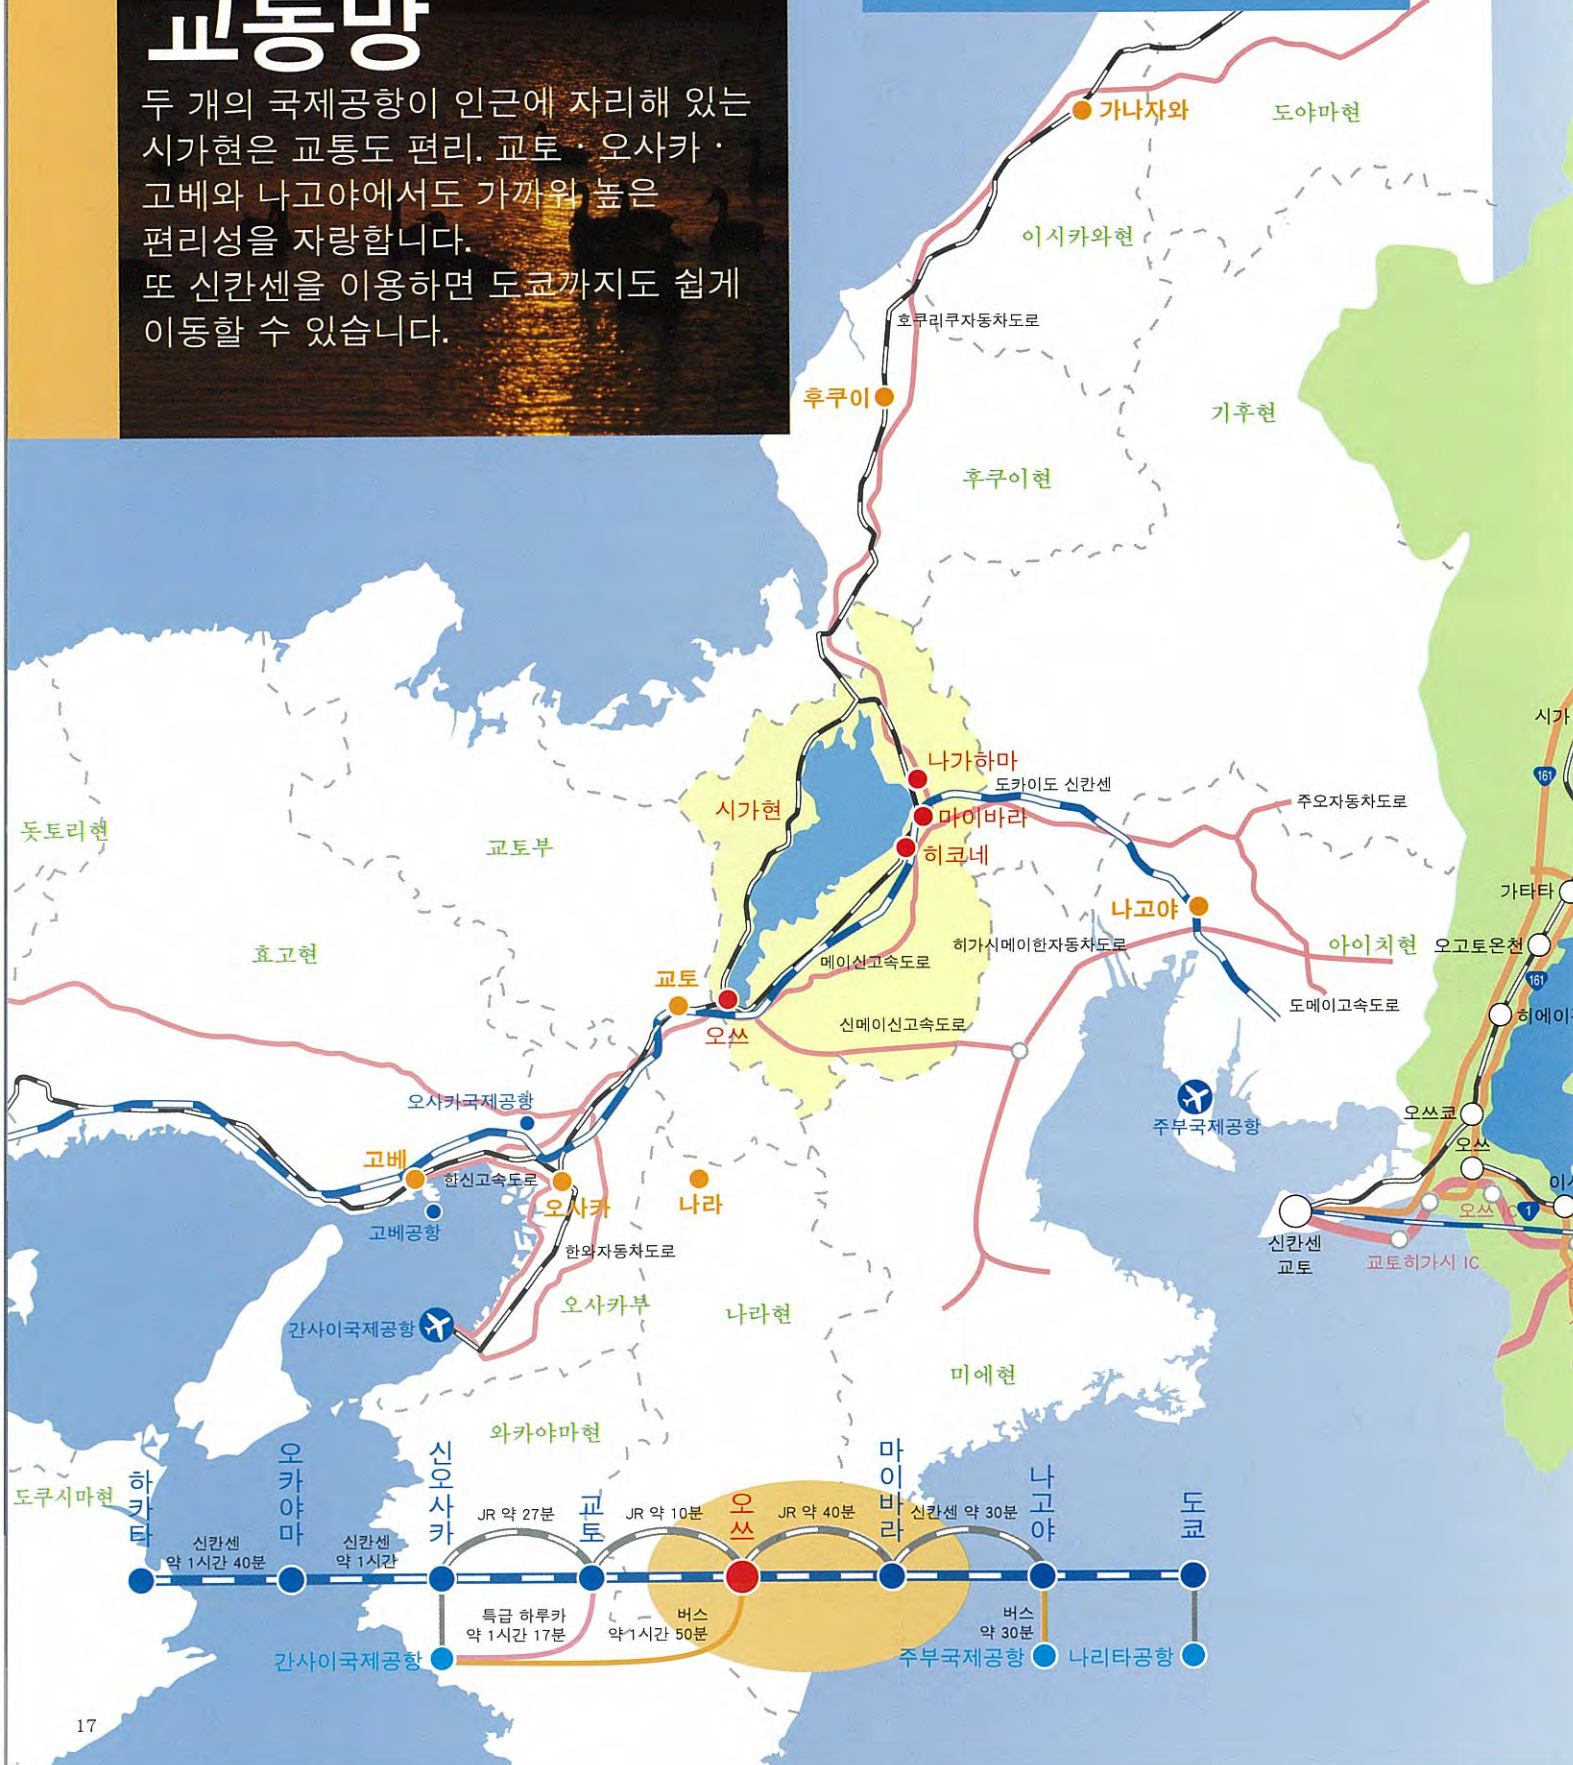 교통망
두 개의 국제공항이 인근에 자리해 있는
시가현은 교통도 편리. 교토 · 오사카 ·
고베와 나고야에서도 가까워 높은
편리성을 자랑합니다.
또 신칸센을 이용하면 도쿄까지도 쉽게
이동할 수 있습니다.
가나자와
도야마현
이시카와현
호쿠리쿠자동차도로
후쿠이
기후현
후쿠이현
시가
161
나가하마
도카이도 신칸센
시가현
마이바라
주오자동차도로
돗토리현
교토부
히코네
가타타
나고야
효고현
히가시메이한자동차도로
아이치현
오고토온천
메이신고속도로
161
교토
도메이고속도로
히에이
오쓰
신메이신고속도로
오사카국제공항
주부국제공항
오쓰쿄
오쓰
고베
한신고속도로
오사카
나라
오쓰 IC
1
고베공항
신칸센
교토
교토히가시 IC
한와자동차도로
오사카부
나라현
간사이국제공항
미에현
와카야마현
도쿠시마현
하카타
오카야마
신오사카
교토
오쓰
마이바라
나고야
도쿄
JR 약 27분
JR 약 10분
JR 약 40분
신칸센 약 30분
신칸센
약 1시간 40분
신칸센
약 1시간
특급 하루카
약 1시간 17분
버스
약 1시간 50분
버스
약 30분
간사이국제공항
주부국제공항
나리타공항
17